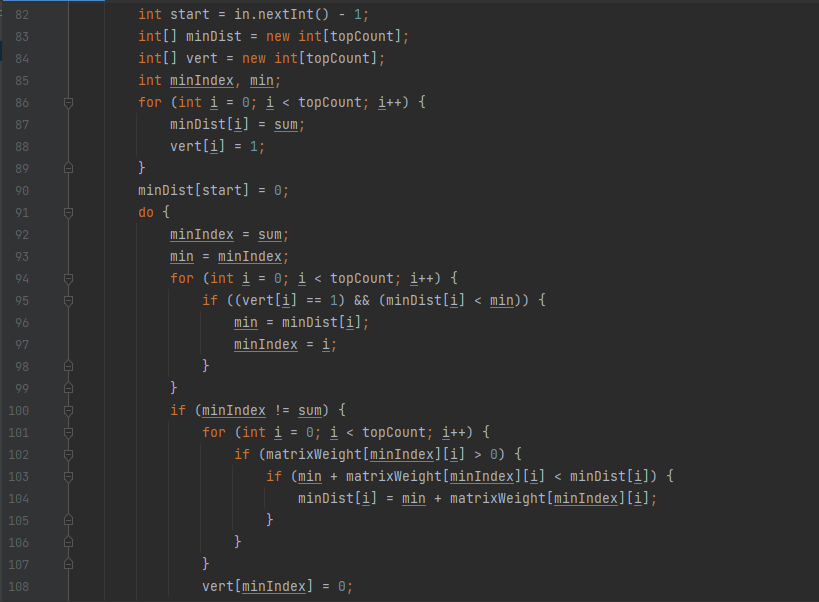 82 int start = in.nextInt() - 1;
83 int[] minDist = new int[topCount];
84 int[] vert = new int[topCount];
85 int minIndex, min;
86 for (int i = 0; i < topCount; i++) {
87 minDist[i] = sum;
88 vert[i] = 1;
89 }
90 minDist[start] = 0;
91 do {
92 minIndex = sum;
93 min = minIndex;
94 for (int i = 0; i < topCount; i++) {
95 if ((vert[i] == 1) && (minDist[i] < min)) {
96 min = minDist[i];
97 minIndex = i;
98 }
99 }
100 if (minIndex != sum) {
101 for (int i = 0; i < topCount; i++) {
102 if (matrixWeight[minIndex][i] > 0) {
103 if (min + matrixWeight[minIndex][i] < minDist[i]) {
104 minDist[i] = min + matrixWeight[minIndex][i];
105 }
106 }
107 }
108 vert[minIndex] = 0;